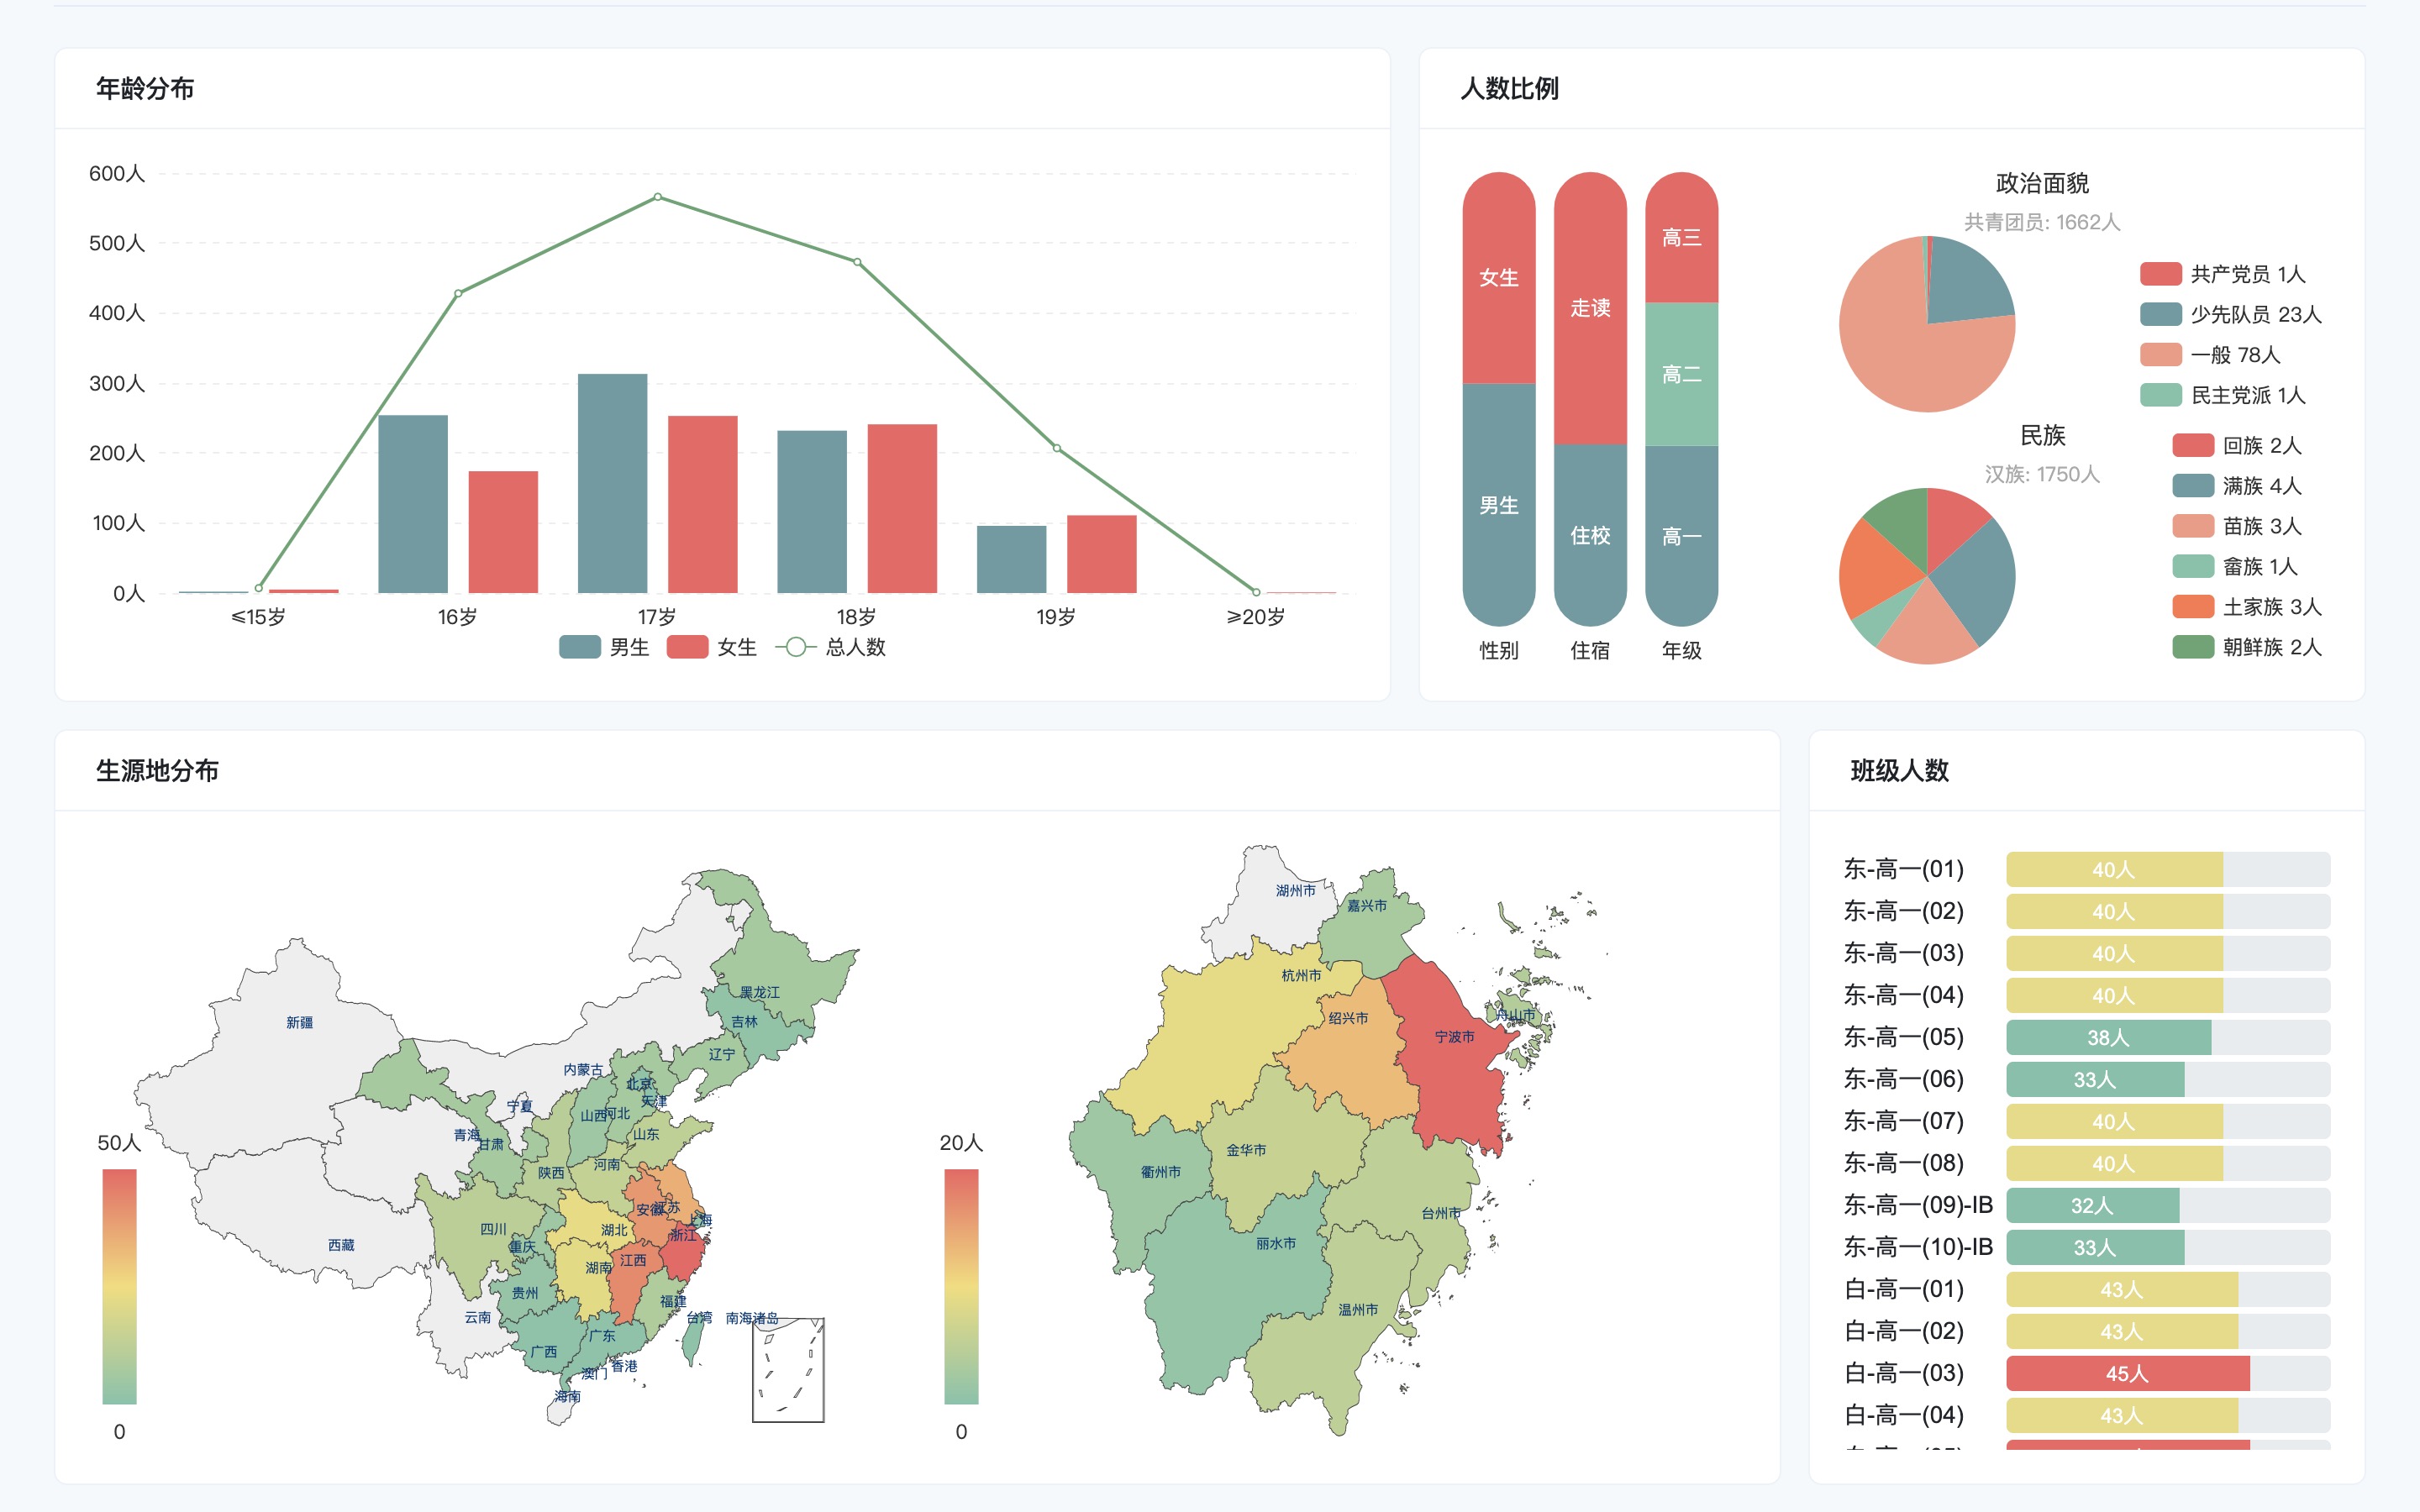 年龄分布
600人
500人
400人
300人
200人
100人
0人
≤15岁
16岁
17岁
18岁
19岁
≥20岁
男生
女生
总人数
人数比例
女生
男生
性别
走读
住校
住宿
高三
高二
高一
年级
政治面貌
共青团员: 1662人
共产党员 1人
少先队员 23人
一般 78人
民主党派 1人
民族
汉族: 1750人
回族 2人
满族 4人
苗族 3人
畲族 1人
土家族 3人
朝鲜族 2人
生源地分布
50人
0
新疆
西藏
青海
甘肃
宁夏
内蒙古
黑龙江
吉林
辽宁
北京
天津
河北
山西
山东
河南
陕西
四川
重庆
湖北
安徽
江苏
上海
浙江
江西
湖南
贵州
云南
福建
台湾
广东
广西
香港
澳门
海南
南海诸岛
20人
0
湖州市
嘉兴市
杭州市
绍兴市
宁波市
舟山市
金华市
衢州市
台州市
丽水市
温州市
班级人数
东-高一(01) 40人
东-高一(02) 40人
东-高一(03) 40人
东-高一(04) 40人
东-高一(05) 38人
东-高一(06) 33人
东-高一(07) 40人
东-高一(08) 40人
东-高一(09)-IB 32人
东-高一(10)-IB 33人
白-高一(01) 43人
白-高一(02) 43人
白-高一(03) 45人
白-高一(04) 43人